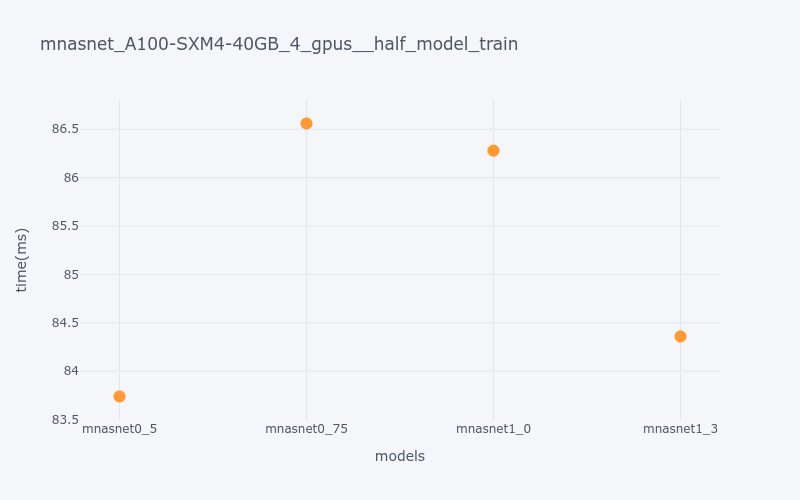 mnasnet_A100-SXM4-40GB_4_gpus__half_model_train
86.5
86
85.5
85
84.5
84
83.5
time(ms)
mnasnet0_5
mnasnet0_75
mnasnet1_0
mnasnet1_3
models